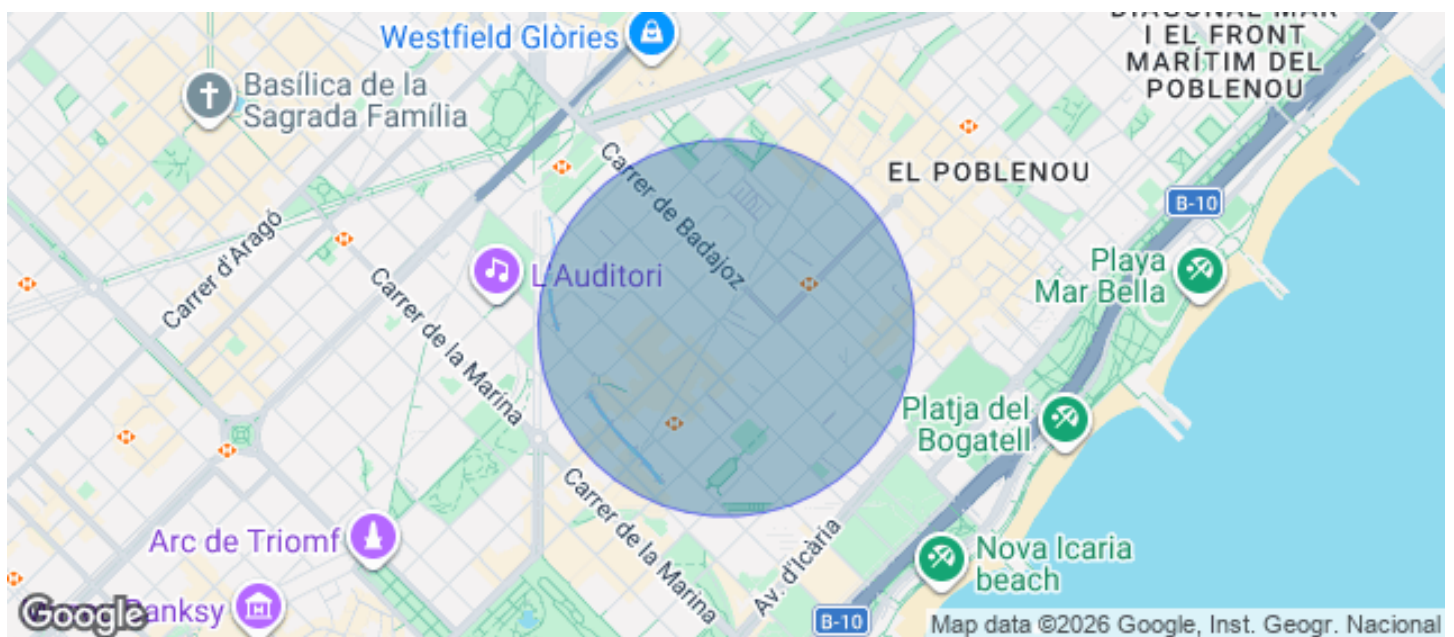 DIAGONAL MAR
I EL FRONT
MARÍTIM DEL
POBLENOU
Westfield Glòries
Basílica de la
Sagrada Família
EL POBLENOU
Carrer de Badajoz
B-10
Carrer d'Aragó
L'Auditori
Playa
Mar Bella
Carrer de la Marina
Platja del
Bogatell
Carrer de la Marina
Arc de Triomf
Av. d'Icària
Nova Icaria
beach
Banksy
Google
B-10
Map data ©2026 Google, Inst. Geogr. Nacional